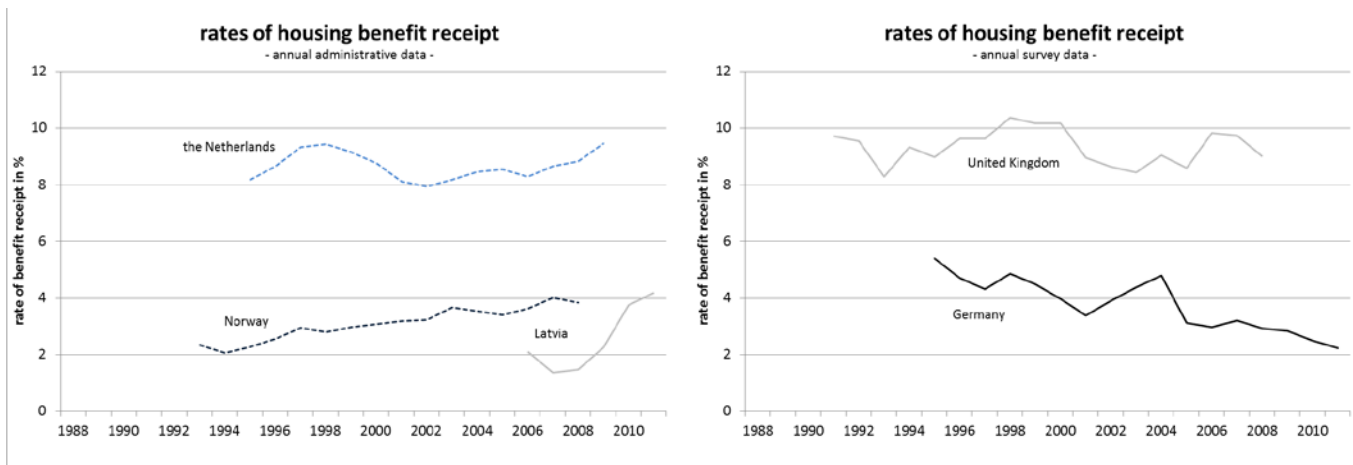 rates of housing benefit receipt
- annual administrative data -
rate of benefit receipt in %
12
10
8
6
4
2
0
the Netherlands
Norway
Latvia
1988 1990 1992 1994 1996 1998 2000 2002 2004 2006 2008 2010
rates of housing benefit receipt
- annual survey data -
rate of benefit receipt in %
12
10
8
6
4
2
0
United Kingdom
Germany
1988 1990 1992 1994 1996 1998 2000 2002 2004 2006 2008 2010